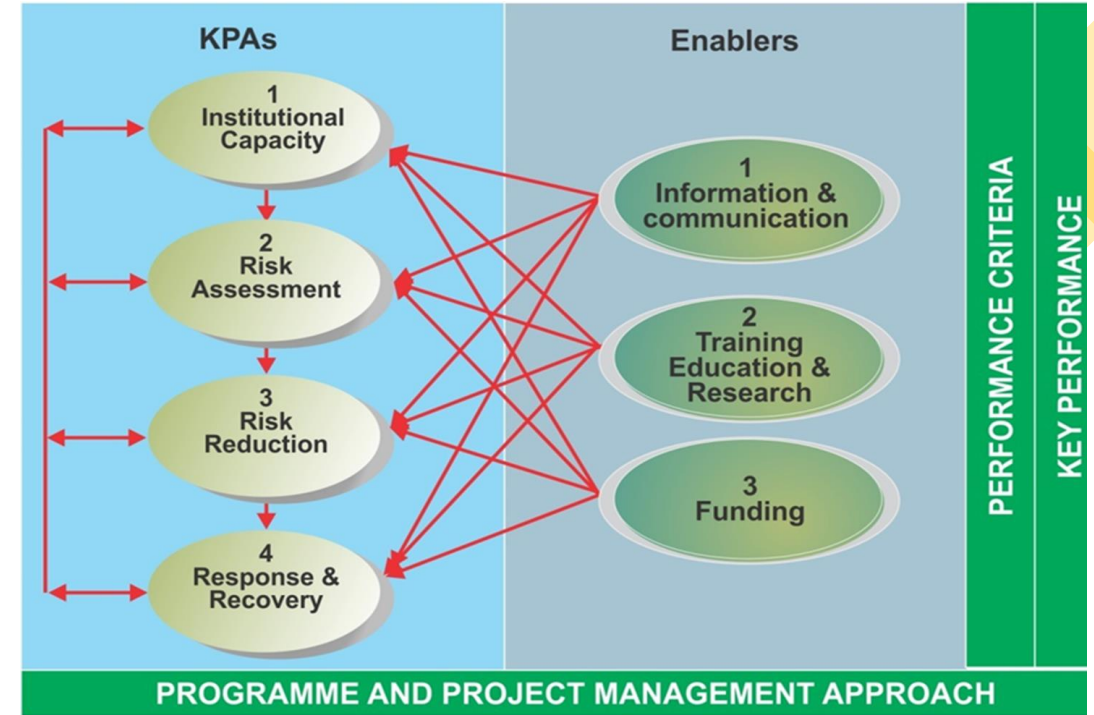 KPAs
1
Institutional
Capacity
2
Risk
Assessment
3
Risk
Reduction
4
Response &
Recovery
Enablers
1
Information &
communication
2
Training
Education &
Research
3
Funding
PERFORMANCE CRITERIA
KEY PERFORMANCE
PROGRAMME AND PROJECT MANAGEMENT APPROACH